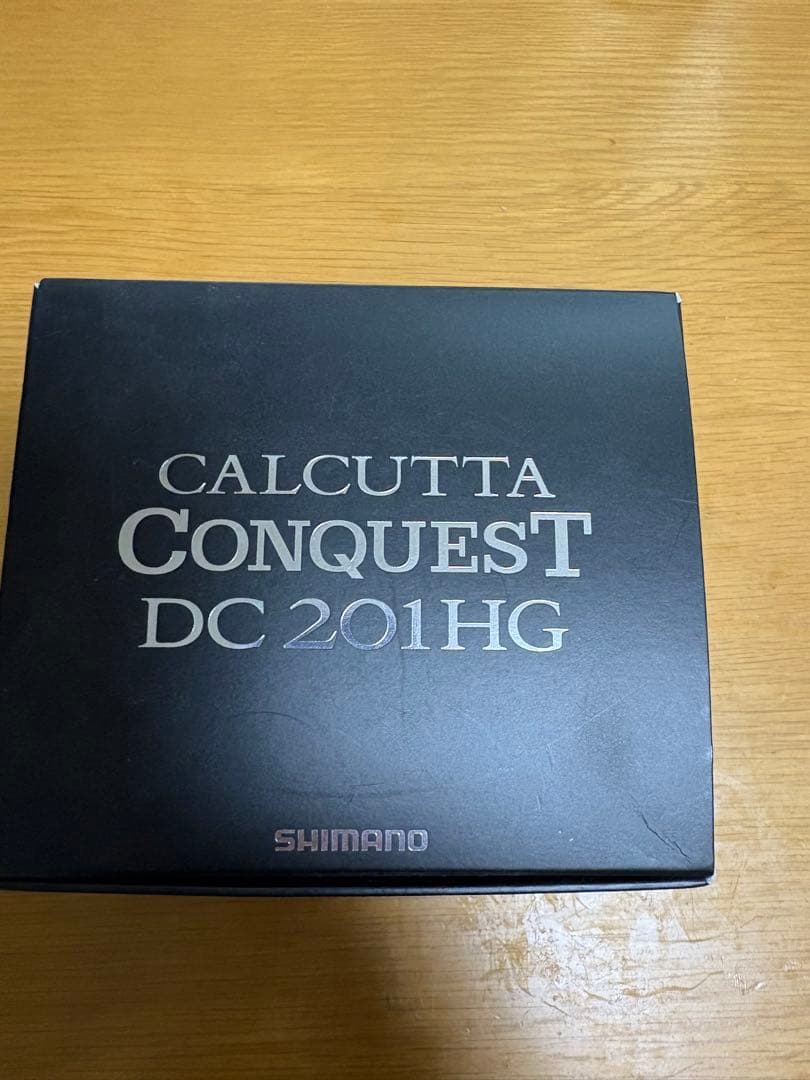 CALCUTTA
CONQUEST
DC 201HG
SHIMANO